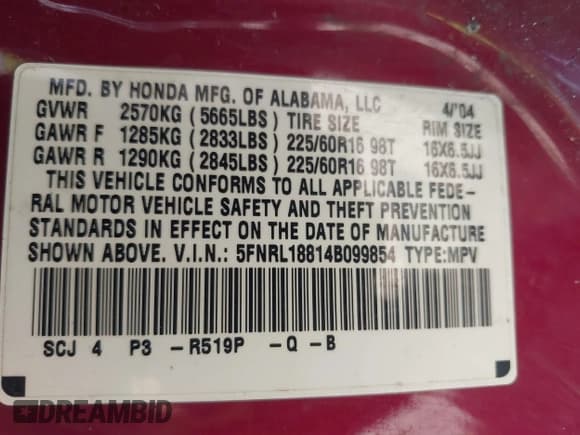 MFD. BY HONDA MFG. OF ALABAMA, LLC 4/'04
GVWR 2570KG (5665LBS) TIRE SIZE RIM SIZE
GAWR F 1285KG (2833LBS) 225/60R16 98T 16X6.5JJ
GAWR R 1290KG (2845LBS) 225/60R16 98T 16X6.5JJ
THIS VEHICLE CONFORMS TO ALL APPLICABLE FEDE-
RAL MOTOR VEHICLE SAFETY AND THEFT PREVENTION
STANDARDS IN EFFECT ON THE DATE OF MANUFACTURE
SHOWN ABOVE. V.I.N.: 5FNRL18814B099854 TYPE:MPV
SCJ 4 P3 -R519P -Q -B
DREAMBID